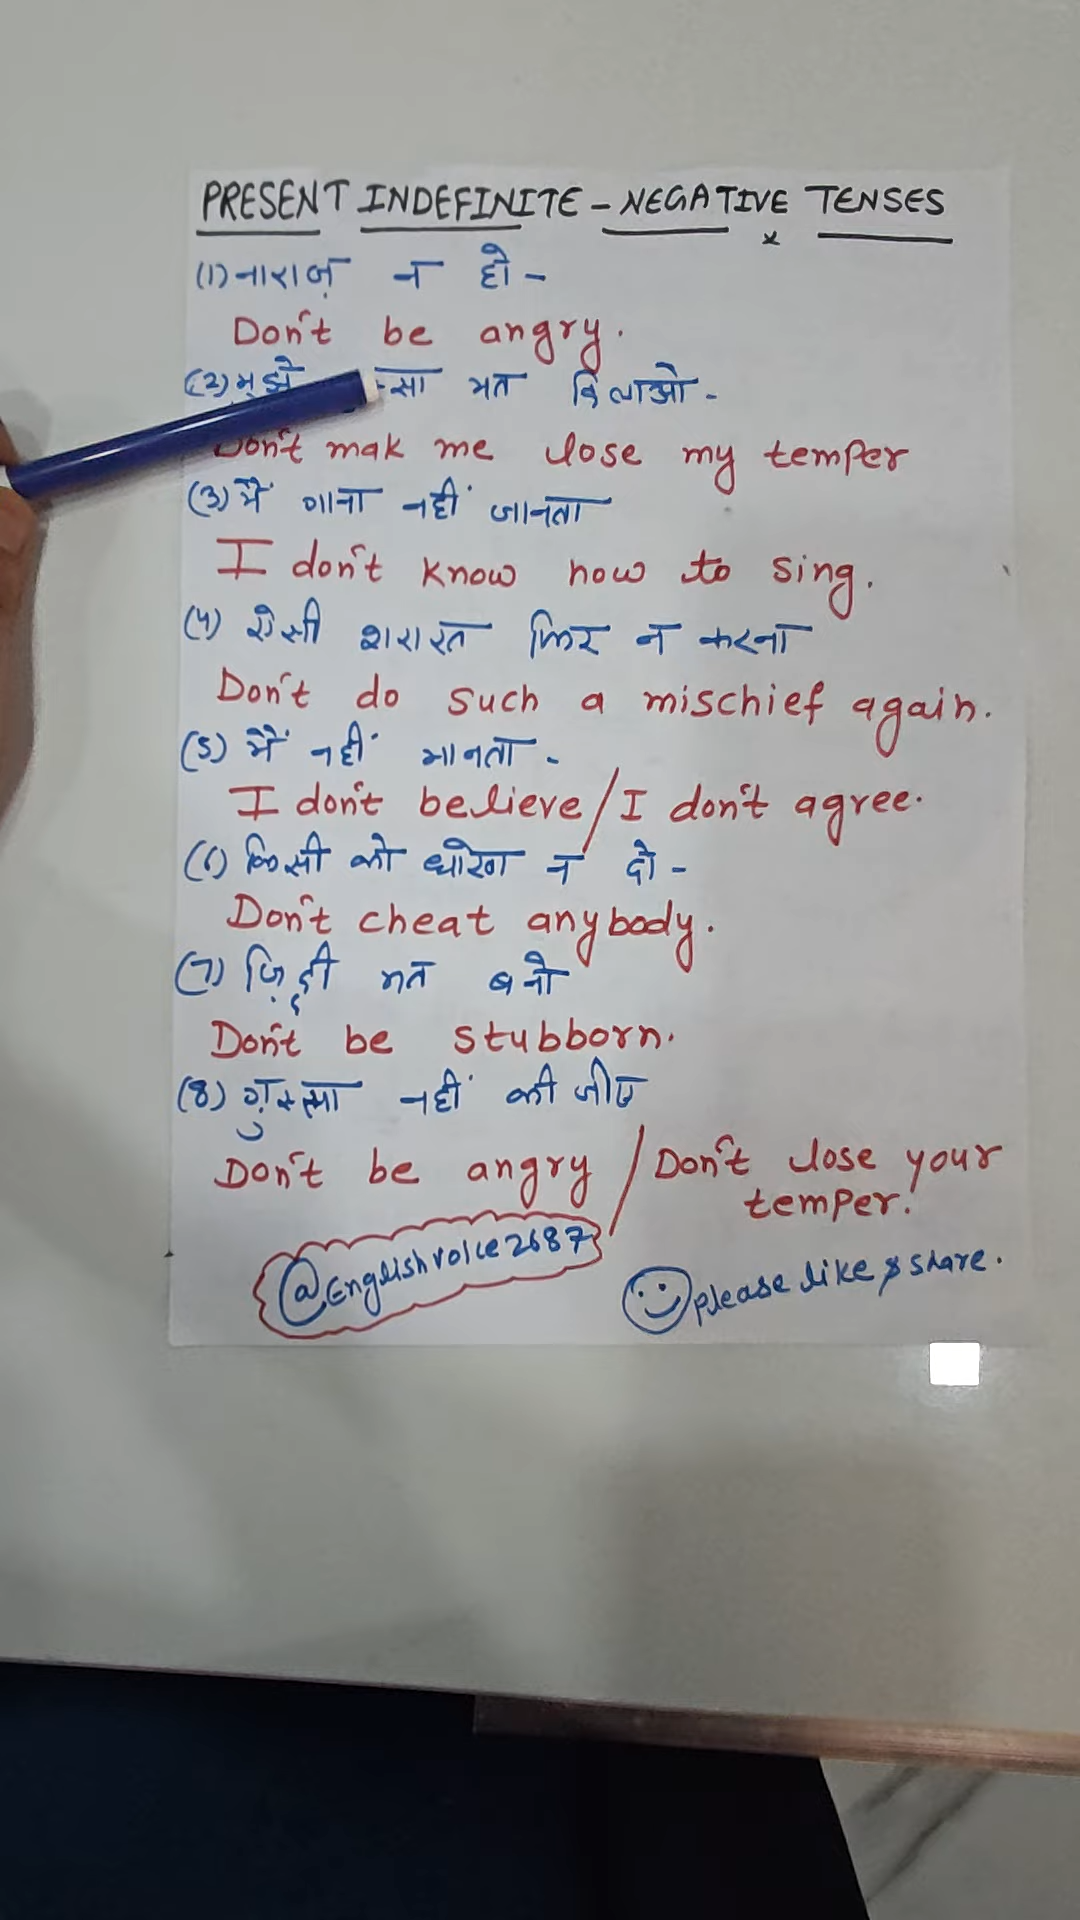 PRESENT INDEFINITE - NEGATIVE TENSES
(1) नाराज़ न हो -
Don't be angry.
(2) मुझे मत दिलाओ -
Don't mak me lose my temper
(3) मैं गाना नहीं जानता
I don't know how to sing.
(4) ऐसी शरारत फिर न करना
Don't do such a mischief again.
(5) मैं नहीं मानता -
I don't believe / I don't agree.
(6) किसी को धोखा न दो -
Don't cheat anybody.
(7) ज़िद्दी मत बनो
Don't be stubborn.
(8) गुस्सा नहीं कीजीए
Don't be angry / Don't lose your temper.
@Englishvoice2687
please like & share.